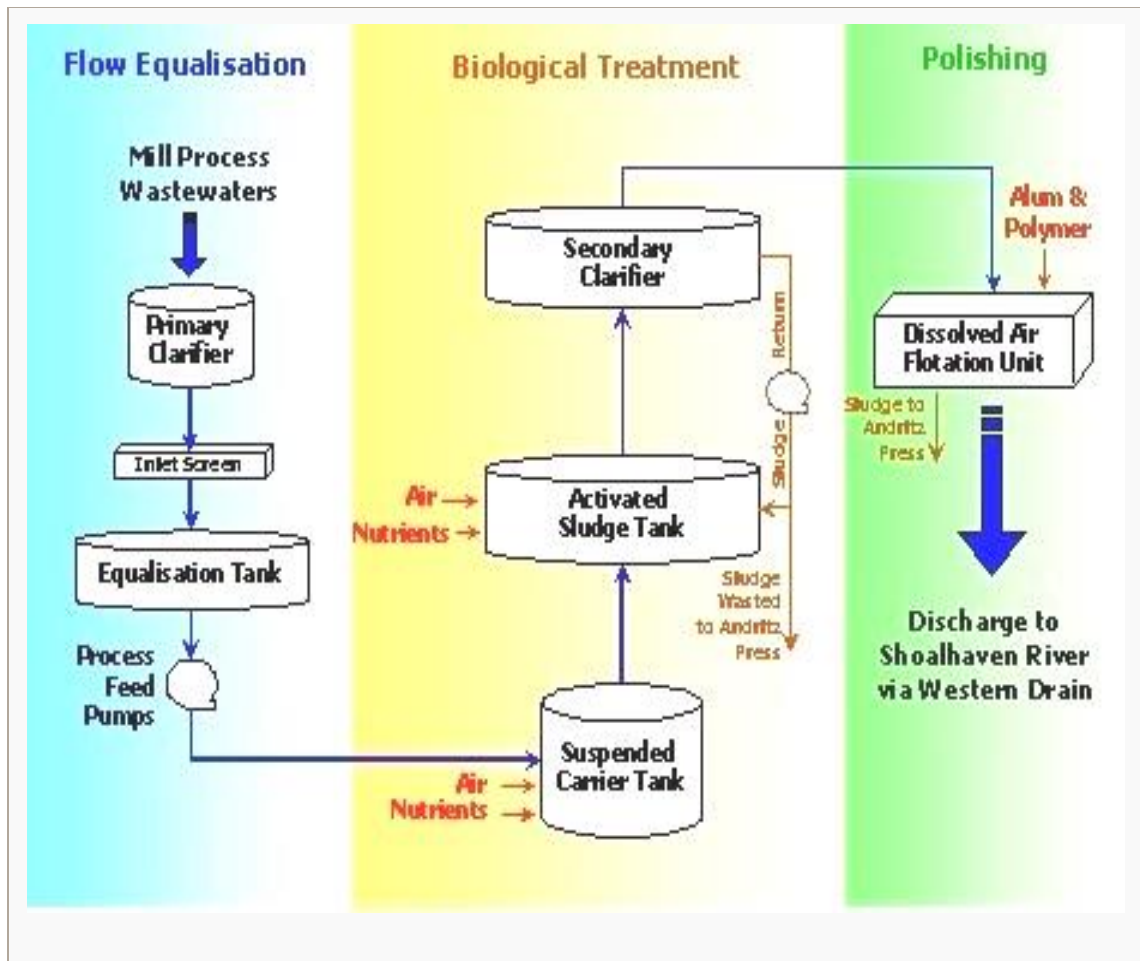 Flow Equalisation
Biological Treatment
Polishing
Mill Process
Wastewaters
Primary
Clarifier
Inlet Screen
Equalisation Tank
Process
Feed
Pumps
Secondary
Clarifier
Return
Sludge
Air
Nutrients
Activated
Sludge Tank
Sludge
Wasted
to Andritz
Press
Suspended
Carrier Tank
Air
Nutrients
Alum &
Polymer
Dissolved Air
Flotation Unit
Sludge to
Andritz
Press
Discharge to
Shoalhaven River
via Western Drain